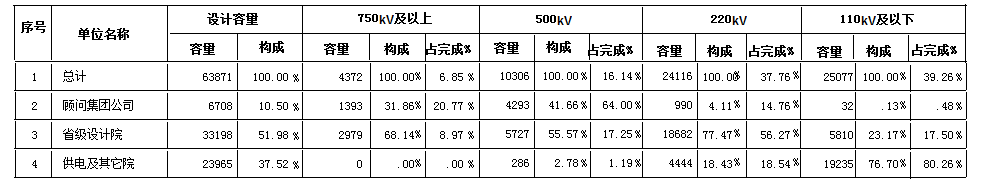 序号 单位名称 设计容量 750kV及以上 500kV 220kV 110kV及以下
容量 构成 容量 构成 占完成% 容量 构成 占完成% 容量 构成 占完成% 容量 构成 占完成%
1 总计 63871 100.00 % 4372 100.00% 6.85 % 10306 100.00 % 16.14% 24116 100.00% 37.76% 25077 100.00 % 39.26%
2 顾问集团公司 6708 10.50 % 1393 31.86% 20.77 % 4293 41.66% 64.00% 990 4.11% 14.76% 32 .13% .48%
3 省级设计院 33198 51.98 % 2979 68.14% 8.97 % 5727 55.57% 17.25% 18682 77.47% 56.27% 5810 23.17% 17.50%
4 供电及其它院 23965 37.52 % 0 .00% .00 % 286 2.78% 1.19% 4444 18.43% 18.54% 19235 76.70% 80.26%